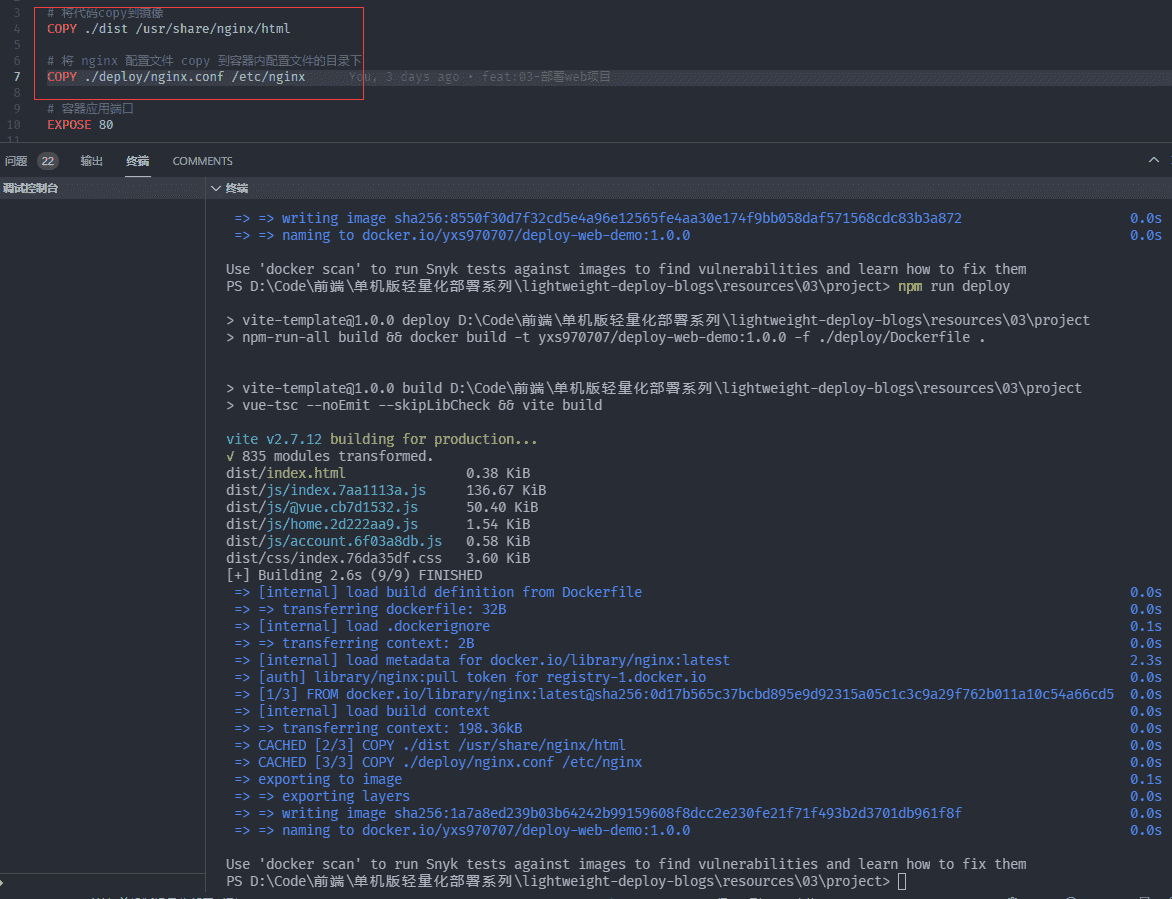 3 # 将代码copy到镜像
4 COPY ./dist /usr/share/nginx/html
5
6 # 将 nginx 配置文件 copy 到容器内配置文件的目录下
7 COPY ./deploy/nginx.conf /etc/nginx You, 3 days ago • feat:03-部署web项目
8
9 # 容器应用端口
10 EXPOSE 80
11
问题 22 输出 终端 COMMENTS
调试控制台
终端
=> => writing image sha256:8550f30d7f32cd5e4a96e12565fe4aa30e174f9bb058daf571568cdc83b3a872 0.0s
=> => naming to docker.io/yxs970707/deploy-web-demo:1.0.0 0.0s
Use 'docker scan' to run Snyk tests against images to find vulnerabilities and learn how to fix them
PS D:\Code\前端\单机版轻量化部署系列\lightweight-deploy-blogs\resources\03\project> npm run deploy
> vite-template@1.0.0 deploy D:\Code\前端\单机版轻量化部署系列\lightweight-deploy-blogs\resources\03\project
> npm-run-all build && docker build -t yxs970707/deploy-web-demo:1.0.0 -f ./deploy/Dockerfile .
> vite-template@1.0.0 build D:\Code\前端\单机版轻量化部署系列\lightweight-deploy-blogs\resources\03\project
> vue-tsc --noEmit --skipLibCheck && vite build
vite v2.7.12 building for production...
√ 835 modules transformed.
dist/index.html 0.38 KiB
dist/js/index.7aa1113a.js 136.67 KiB
dist/js/@vue.cb7d1532.js 50.40 KiB
dist/js/home.2d222aa9.js 1.54 KiB
dist/js/account.6f03a8db.js 0.58 KiB
dist/css/index.76da35df.css 3.60 KiB
[+] Building 2.6s (9/9) FINISHED
=> [internal] load build definition from Dockerfile 0.0s
=> => transferring dockerfile: 32B 0.0s
=> [internal] load .dockerignore 0.1s
=> => transferring context: 2B 0.0s
=> [internal] load metadata for docker.io/library/nginx:latest 2.3s
=> [auth] library/nginx:pull token for registry-1.docker.io 0.0s
=> [1/3] FROM docker.io/library/nginx:latest@sha256:0d17b565c37bcbd895e9d92315a05c1c3c9a29f762b011a10c54a66cd5 0.0s
=> [internal] load build context 0.0s
=> => transferring context: 198.36kB 0.0s
=> CACHED [2/3] COPY ./dist /usr/share/nginx/html 0.0s
=> CACHED [3/3] COPY ./deploy/nginx.conf /etc/nginx 0.0s
=> exporting to image 0.1s
=> => exporting layers 0.0s
=> => writing image sha256:1a7a8ed239b03b64242b99159608f8dcc2e230fe21f71f493b2d3701db961f8f 0.0s
=> => naming to docker.io/yxs970707/deploy-web-demo:1.0.0 0.0s
Use 'docker scan' to run Snyk tests against images to find vulnerabilities and learn how to fix them
PS D:\Code\前端\单机版轻量化部署系列\lightweight-deploy-blogs\resources\03\project>